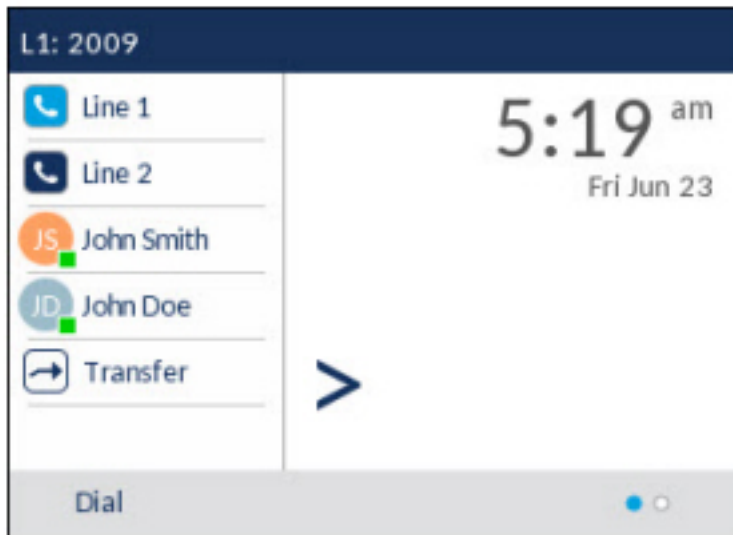 L1: 2009
Line 1
Line 2
JS John Smith
JD John Doe
Transfer
5:19 am
Fri Jun 23
>
Dial